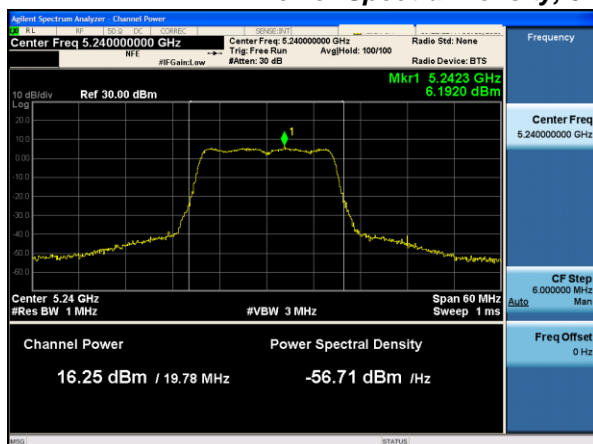 Agilent Spectrum Analyzer - Channel Power
RL RF 50 Ω DC CORREC SENSE:INT
Center Freq 5.240000000 GHz
NFE
#IFGain:Low
Center Freq: 5.240000000 GHz
Trig: Free Run Avg|Hold: 100/100
#Atten: 30 dB
Radio Std: None
Radio Device: BTS
Mkr1 5.2423 GHz
6.1920 dBm
10 dB/div Ref 30.00 dBm
Log
20.0
10.0
0.00
-10.0
-20.0
-30.0
-40.0
-50.0
-60.0
1
Center 5.24 GHz Span 60 MHz
#Res BW 1 MHz #VBW 3 MHz Sweep 1 ms
Channel Power Power Spectral Density
16.25 dBm / 19.78 MHz -56.71 dBm /Hz
MSG STATUS
Frequency
Center Freq
5.240000000 GHz
CF Step
6.000000 MHz
Auto Man
Freq Offset
0 Hz